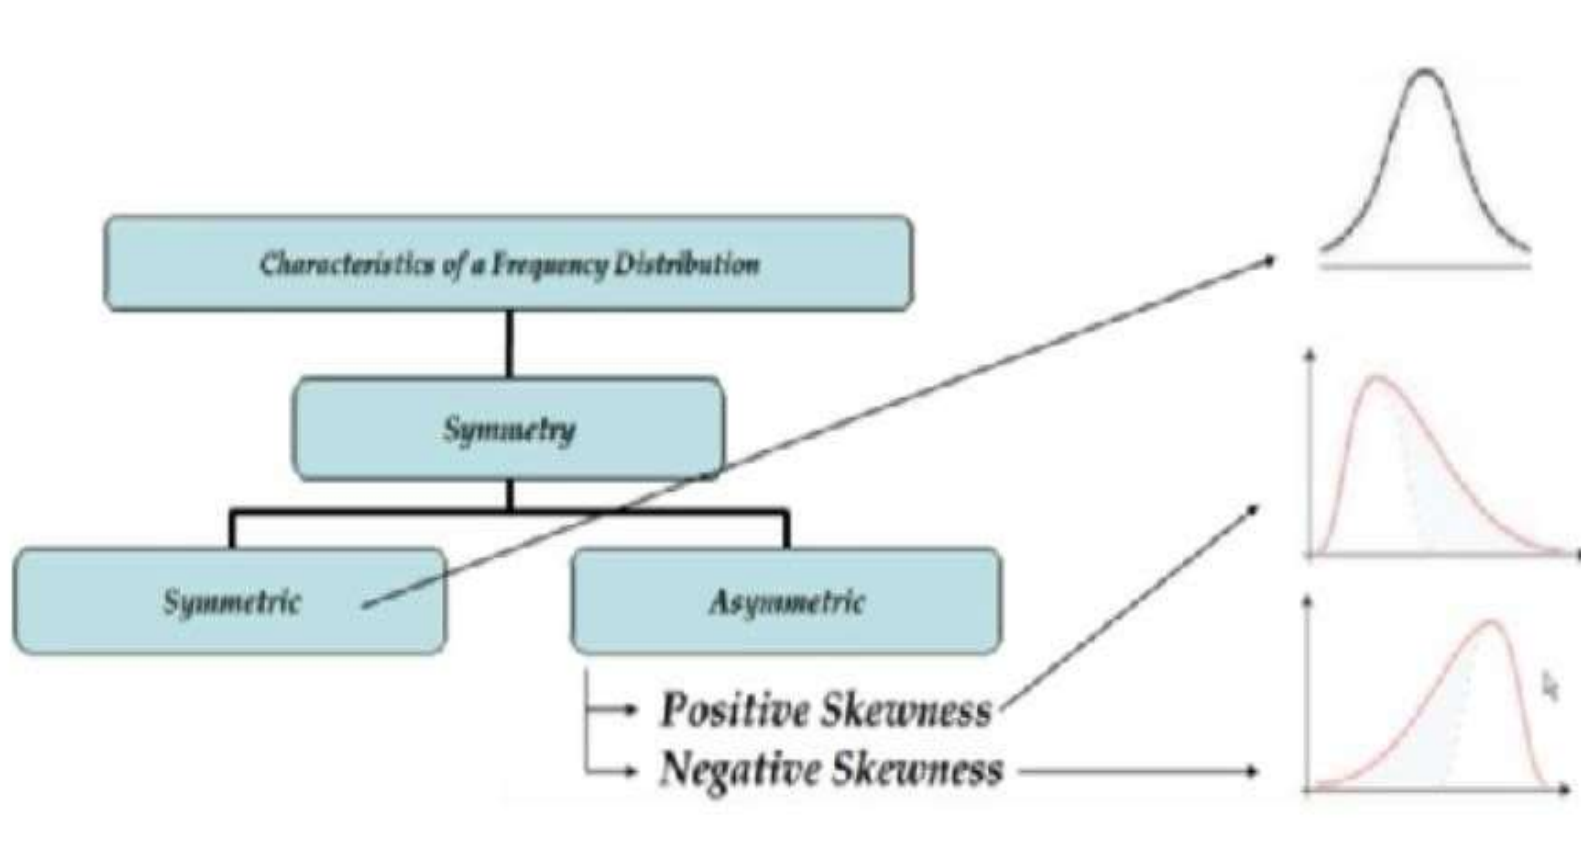 Characteristics of a Frequency Distribution
Symmetry
Symmetric
Asymmetric
Positive Skewness
Negative Skewness